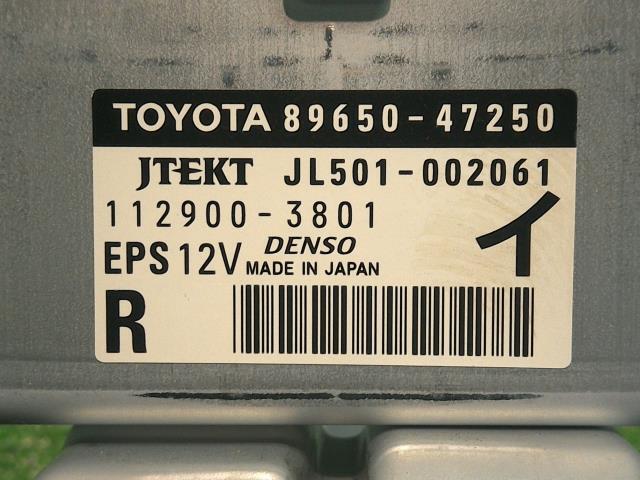 TOYOTA 89650-47250
JTEKT JL501-002061
112900-3801
イ
EPS 12V DENSO
MADE IN JAPAN
R